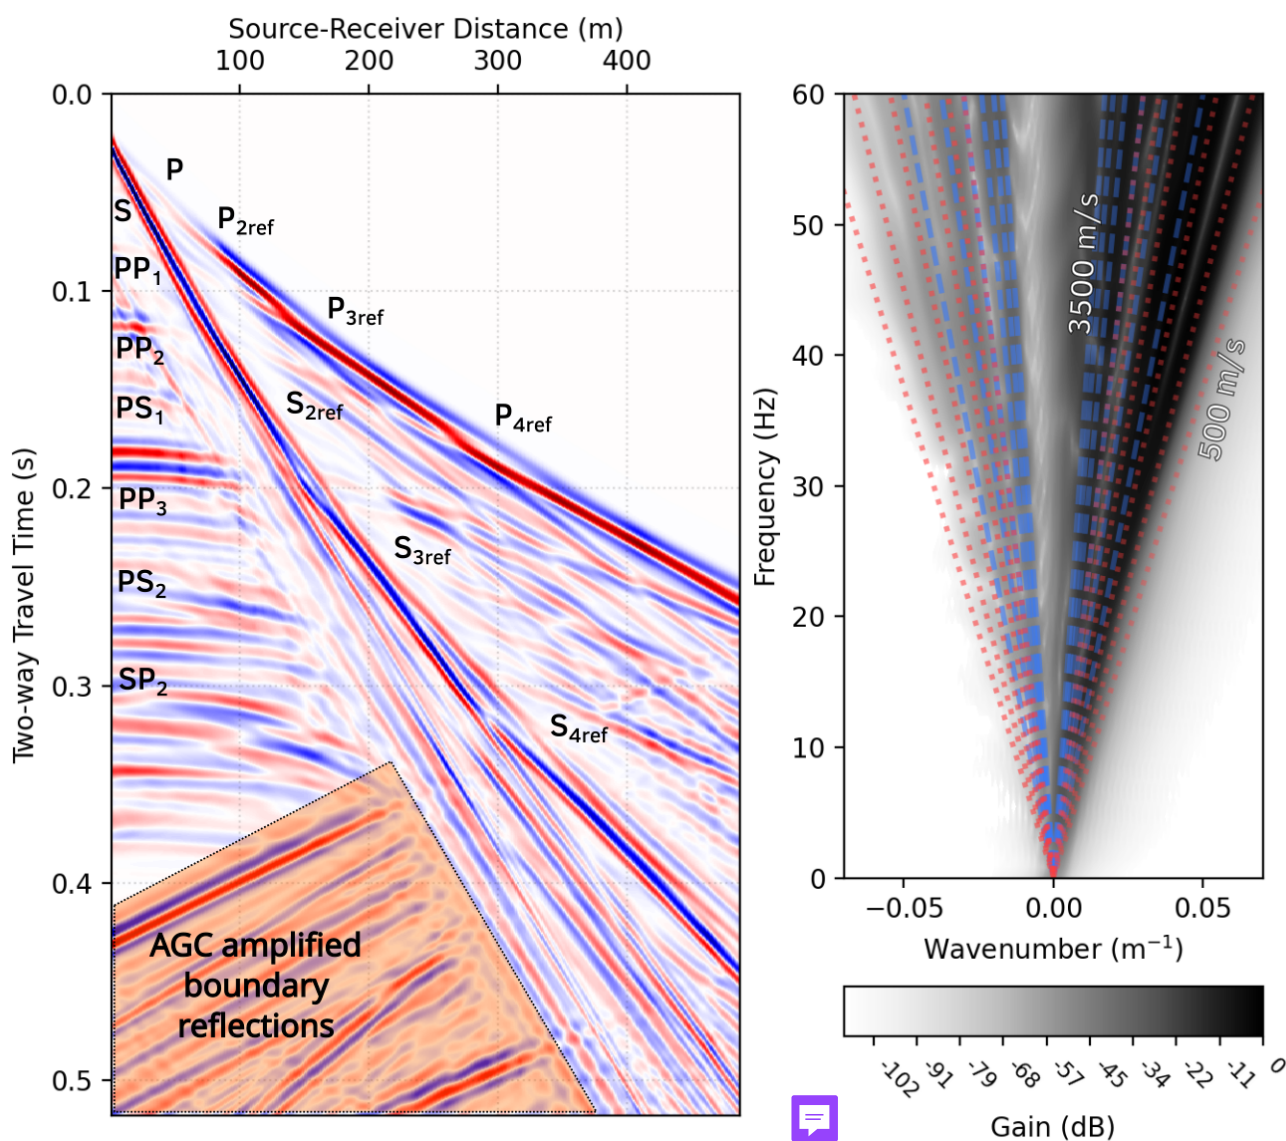 Source-Receiver Distance (m)
100 200 300 400
0.0
0.1
0.2
0.3
0.4
0.5
Two-way Travel Time (s)
P
S
P2ref
PP1
P3ref
PP2
S2ref
PS1
P4ref
PP3
S3ref
PS2
SP2
S4ref
AGC amplified
boundary
reflections
60
50
40
30
20
10
0
Frequency (Hz)
3500 m/s
500 m/s
−0.05 0.00 0.05
Wavenumber (m⁻¹)
-102 -91 -79 -68 -57 -45 -34 -22 -11 0
Gain (dB)